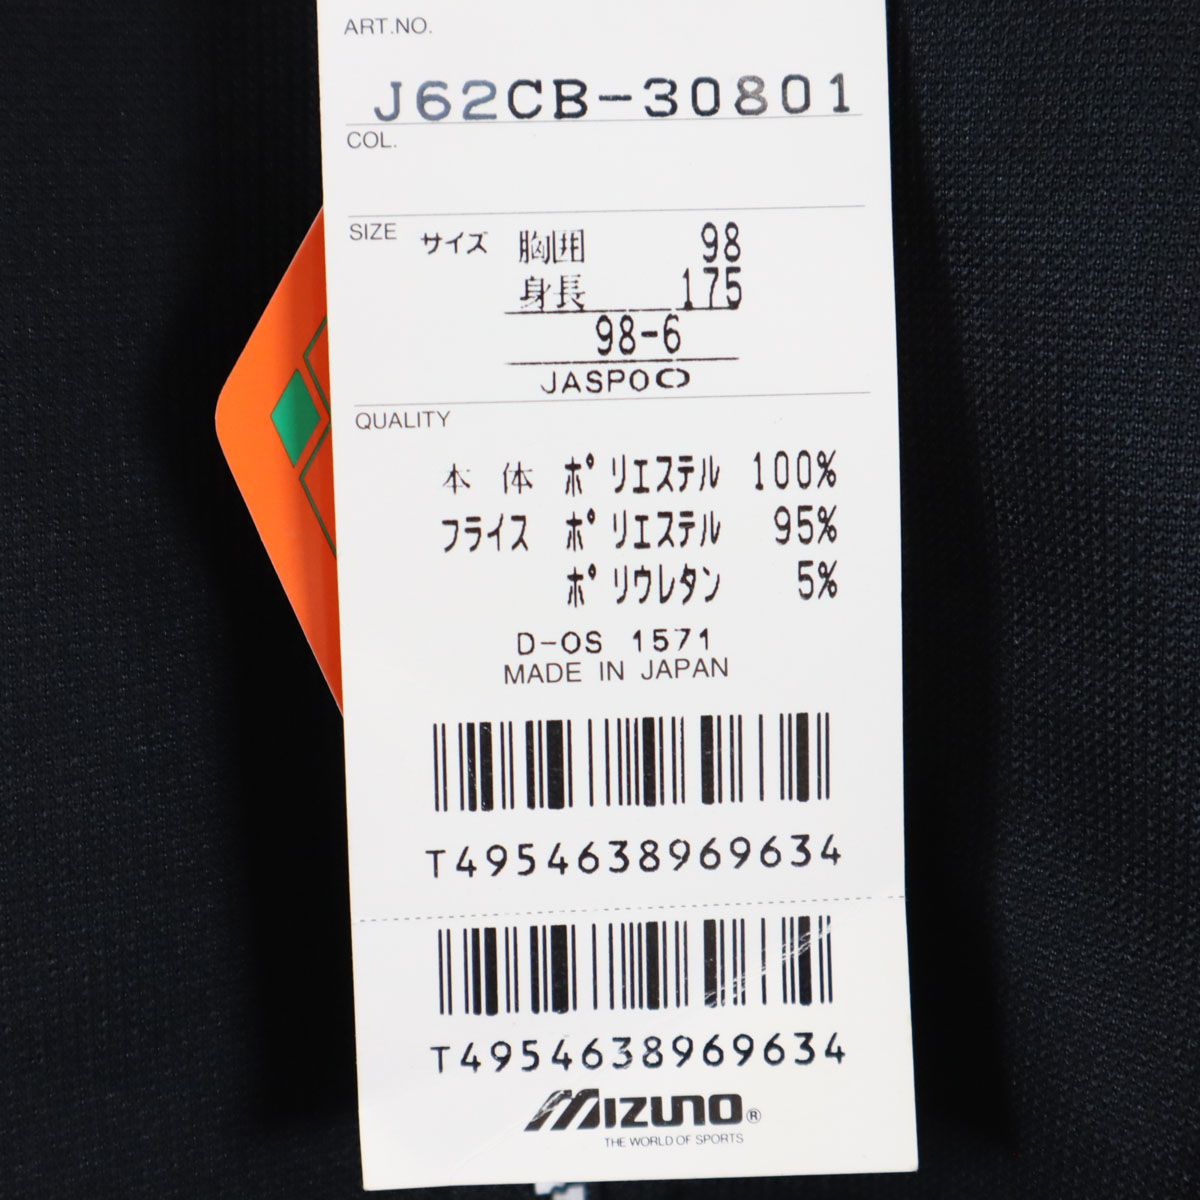 ART.NO.
J62CB-30801
COL.
SIZE サイズ 胸囲 98
身長 175
98-6
JASPO
QUALITY
本 体 ポリエステル 100%
フライス ポリエステル 95%
ポリウレタン 5%
D-OS 1571
MADE IN JAPAN
T4954638969634
T4954638969634
MIZUNO®
THE WORLD OF SPORTS